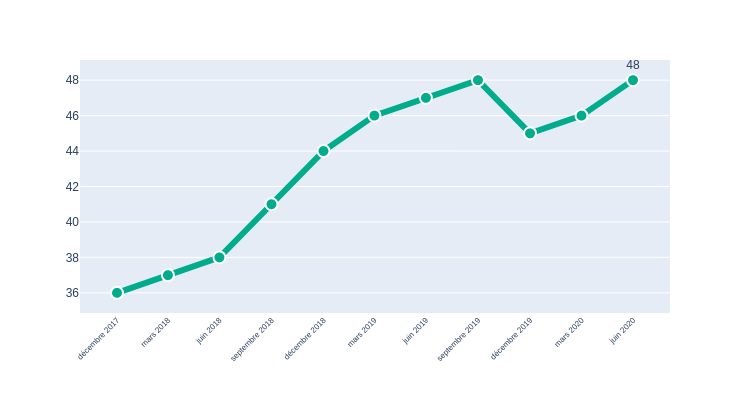 48
48
46
44
42
40
38
36
décembre 2017
mars 2018
juin 2018
septembre 2018
décembre 2018
mars 2019
juin 2019
septembre 2019
décembre 2019
mars 2020
juin 2020